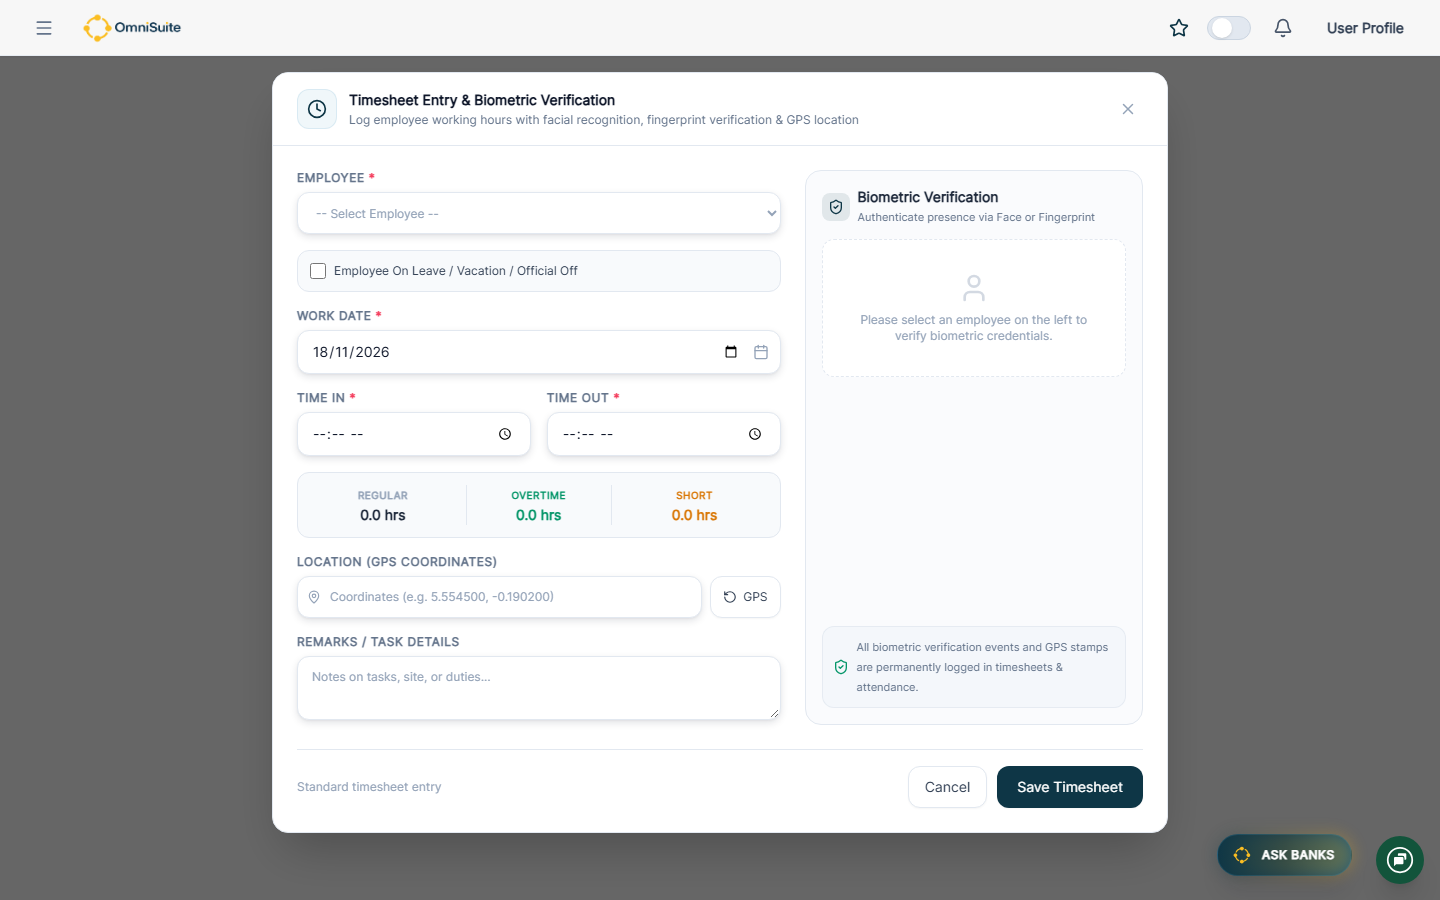 OmniSuite
User Profile
Timesheet Entry & Biometric Verification
Log employee working hours with facial recognition, fingerprint verification & GPS location
EMPLOYEE *
-- Select Employee --
Employee On Leave / Vacation / Official Off
WORK DATE *
18/11/2026
TIME IN *
TIME OUT *
--:-- --
--:-- --
REGULAR
0.0 hrs
OVERTIME
0.0 hrs
SHORT
0.0 hrs
LOCATION (GPS COORDINATES)
Coordinates (e.g. 5.554500, -0.190200)
GPS
REMARKS / TASK DETAILS
Notes on tasks, site, or duties...
Biometric Verification
Authenticate presence via Face or Fingerprint
Please select an employee on the left to
verify biometric credentials.
All biometric verification events and GPS stamps
are permanently logged in timesheets &
attendance.
Standard timesheet entry
Cancel
Save Timesheet
ASK BANKS